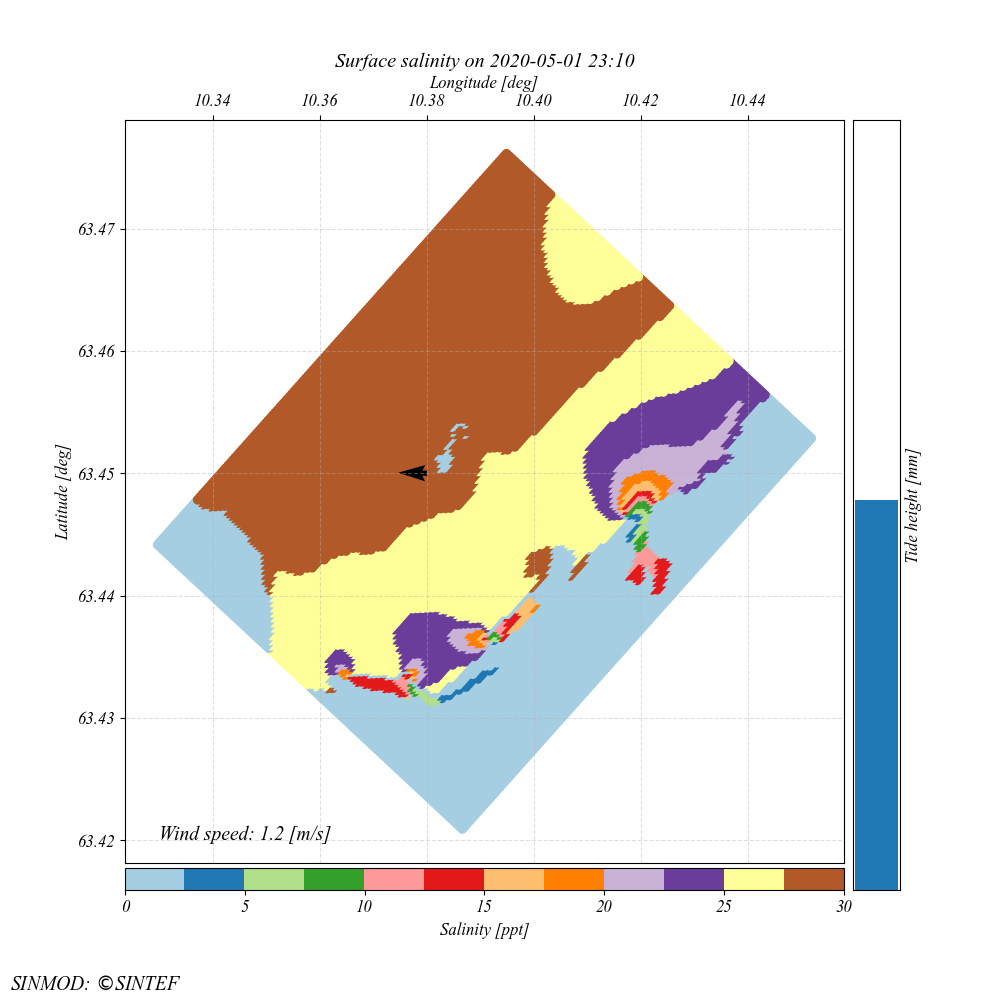 Surface salinity on 2020-05-01 23:10
Longitude [deg]
10.34 10.36 10.38 10.40 10.42 10.44
63.47
63.46
63.45
63.44
63.43
63.42
Latitude [deg]
Tide height [mm]
Wind speed: 1.2 [m/s]
0 5 10 15 20 25 30
Salinity [ppt]
SINMOD: ©SINTEF